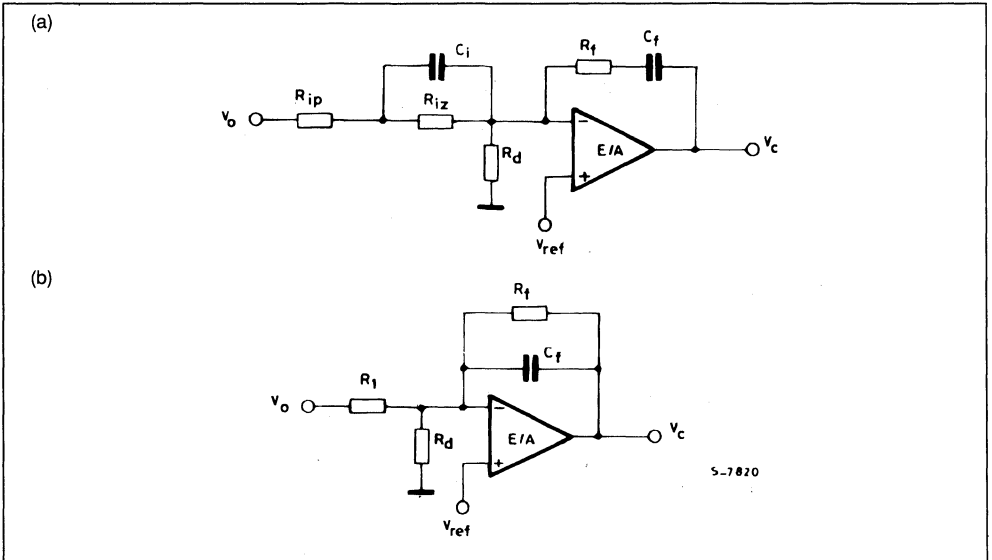 (a)
Ci
Rf
Cf
Rip
Riz
Vo
Rd
E/A
−
+
Vc
Vref
(b)
Rf
Cf
R1
Vo
Rd
E/A
−
+
Vc
Vref
S-7820